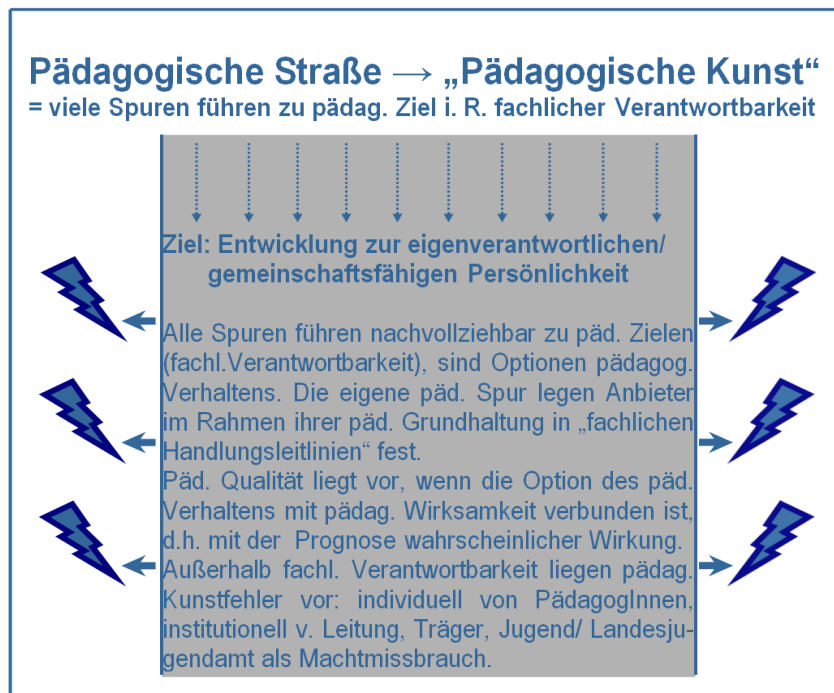 Pädagogische Straße → „Pädagogische Kunst“
= viele Spuren führen zu pädag. Ziel i. R. fachlicher Verantwortbarkeit
Ziel: Entwicklung zur eigenverantwortlichen/
gemeinschaftsfähigen Persönlichkeit
Alle Spuren führen nachvollziehbar zu päd. Zielen
(fachl.Verantwortbarkeit), sind Optionen pädagog.
Verhaltens. Die eigene päd. Spur legen Anbieter
im Rahmen ihrer päd. Grundhaltung in „fachlichen
Handlungsleitlinien“ fest.
Päd. Qualität liegt vor, wenn die Option des päd.
Verhaltens mit pädag. Wirksamkeit verbunden ist,
d.h. mit der Prognose wahrscheinlicher Wirkung.
Außerhalb fachl. Verantwortbarkeit liegen pädag.
Kunstfehler vor: individuell von PädagogInnen,
institutionell v. Leitung, Träger, Jugend/ Landesju-
gendamt als Machtmissbrauch.